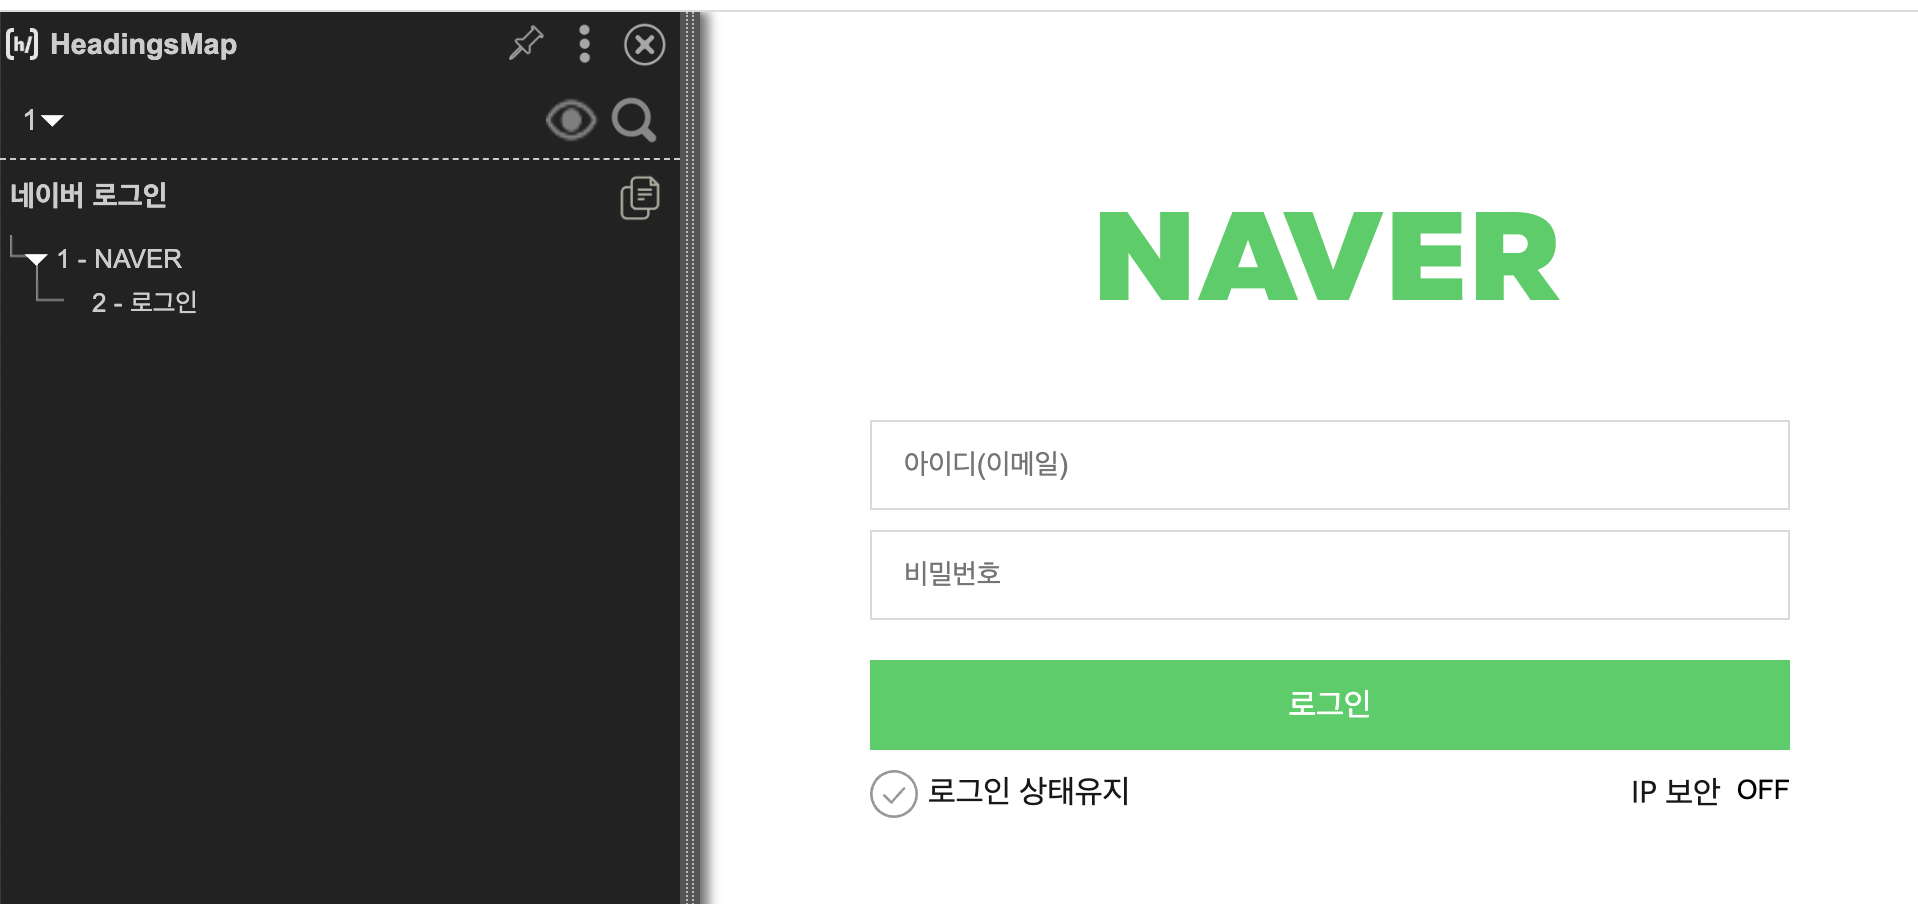 [h/] HeadingsMap
1
네이버 로그인
1 - NAVER
2 - 로그인
NAVER
아이디(이메일)
비밀번호
로그인
로그인 상태유지
IP 보안 OFF